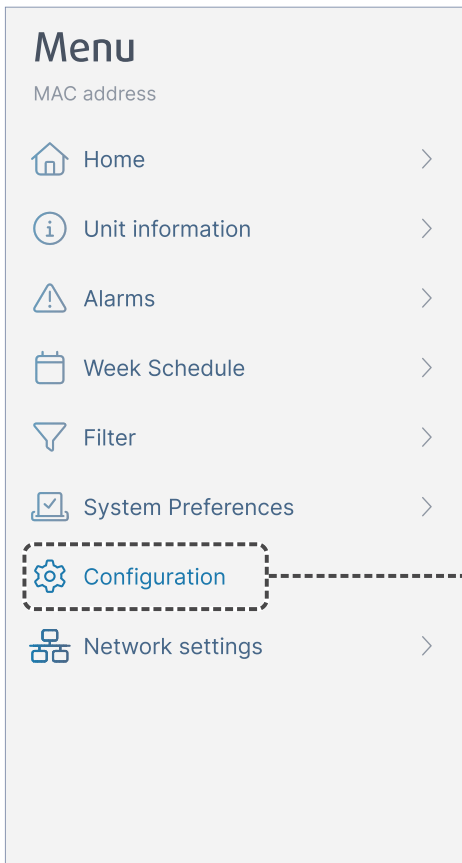 Menu
MAC address
Home
Unit information
Alarms
Week Schedule
Filter
System Preferences
Configuration
Network settings